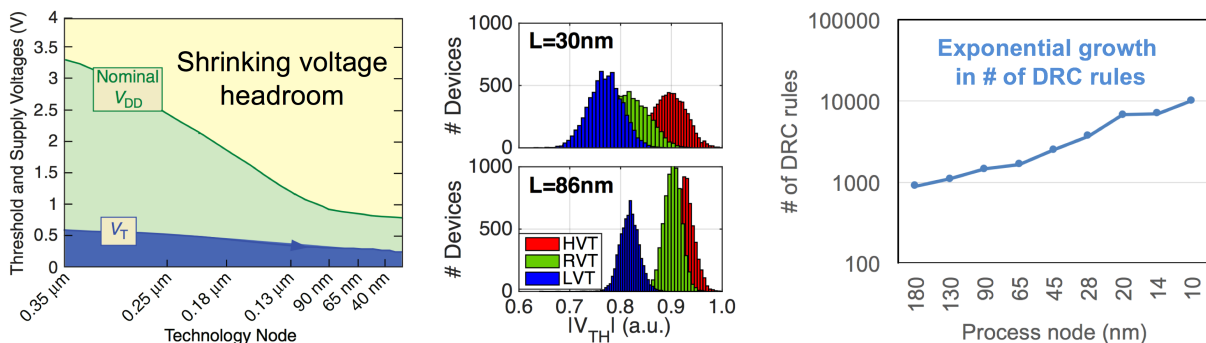 Threshold and Supply Voltages (V)
4
3.5
3
2.5
2
1.5
1
0.5
0
Shrinking voltage
headroom
Nominal
VDD
VT
0.35 µm
0.25 µm
0.18 µm
0.13 µm
90 nm
65 nm
40 nm
Technology Node
# Devices
1000
500
0
L=30nm
# Devices
1000
500
0
L=86nm
HVT
RVT
LVT
0.6
0.7
0.8
0.9
1.0
|VTH| (a.u.)
# of DRC rules
100000
10000
1000
100
Exponential growth
in # of DRC rules
180
130
90
65
45
28
20
14
10
Process node (nm)